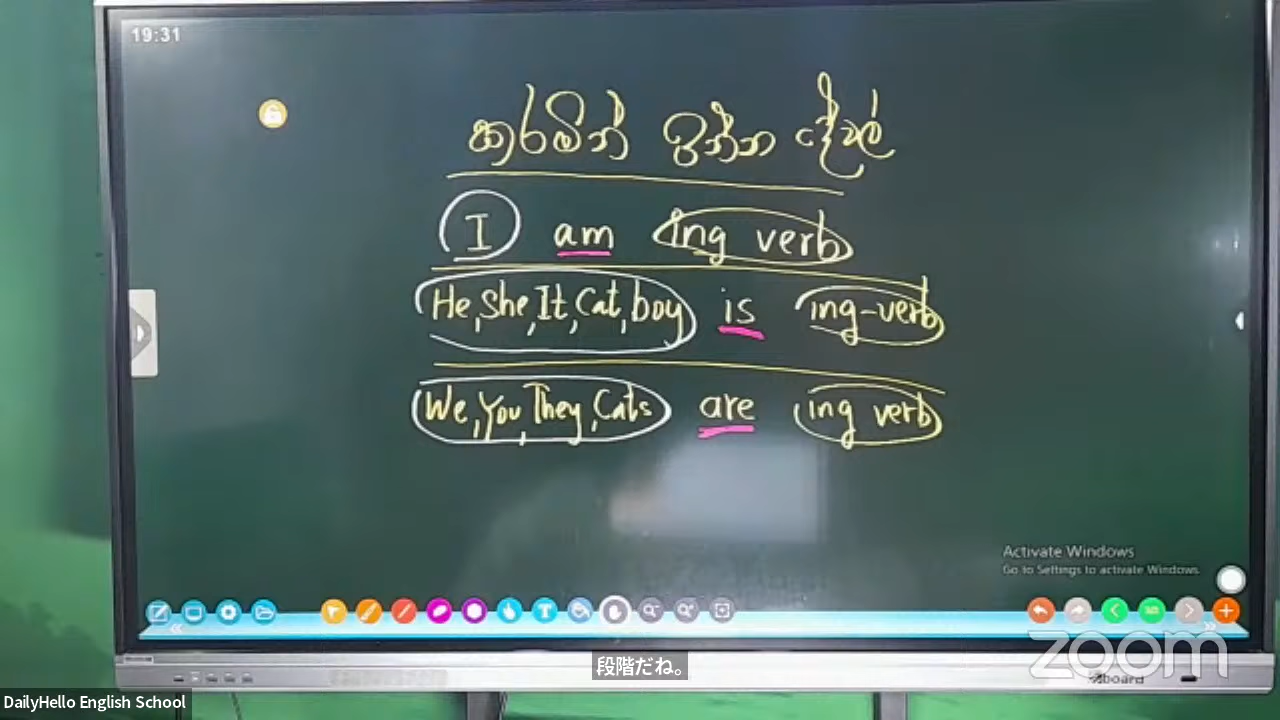 19:31
කරමින් ඉන්න දේවල්
I am ing verb
He, She, It, Cat, boy is ing-verb
We, You, They, Cats are ing verb
Activate Windows
Go to Settings to activate Windows.
zoom
段階だね。
DailyHello English School